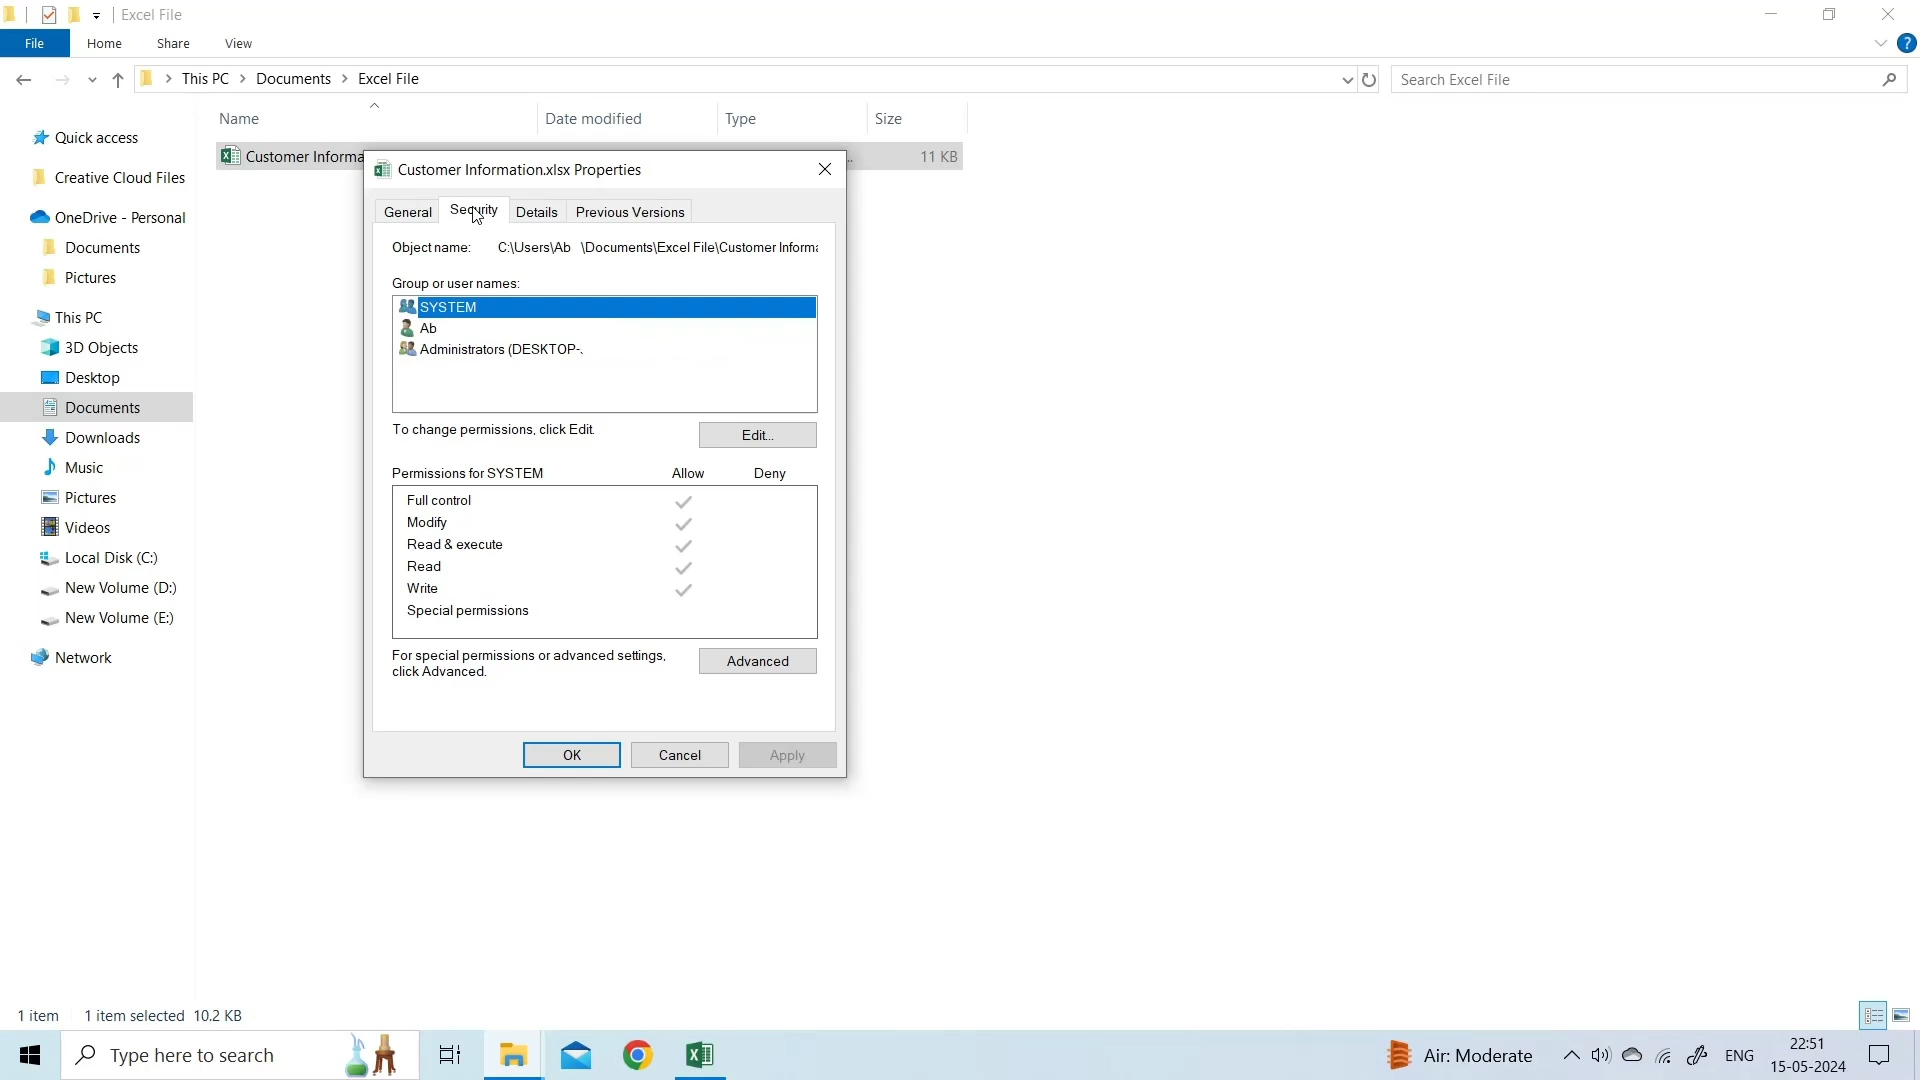 Excel File
File
Home
Share
View
?
This PC
Documents
Excel File
Search Excel File
Name
Date modified
Type
Size
Quick access
Creative Cloud Files
OneDrive - Personal
Documents
Pictures
This PC
3D Objects
Desktop
Documents
Downloads
Music
Pictures
Videos
Local Disk (C:)
New Volume (D:)
New Volume (E:)
Network
Customer Informa
.. 11 KB
Customer Information.xlsx Properties
General
Security
Details
Previous Versions
Object name: C:\Users\Ab \Documents\Excel File\Customer Informa
Group or user names:
SYSTEM
Ab
Administrators (DESKTOP-
To change permissions, click Edit.
Edit...
Permissions for SYSTEM Allow Deny
Full control
Modify
Read & execute
Read
Write
Special permissions
For special permissions or advanced settings,
click Advanced.
Advanced
OK
Cancel
Apply
1 item 1 item selected 10.2 KB
Type here to search
Air: Moderate
ENG
22:51
15-05-2024